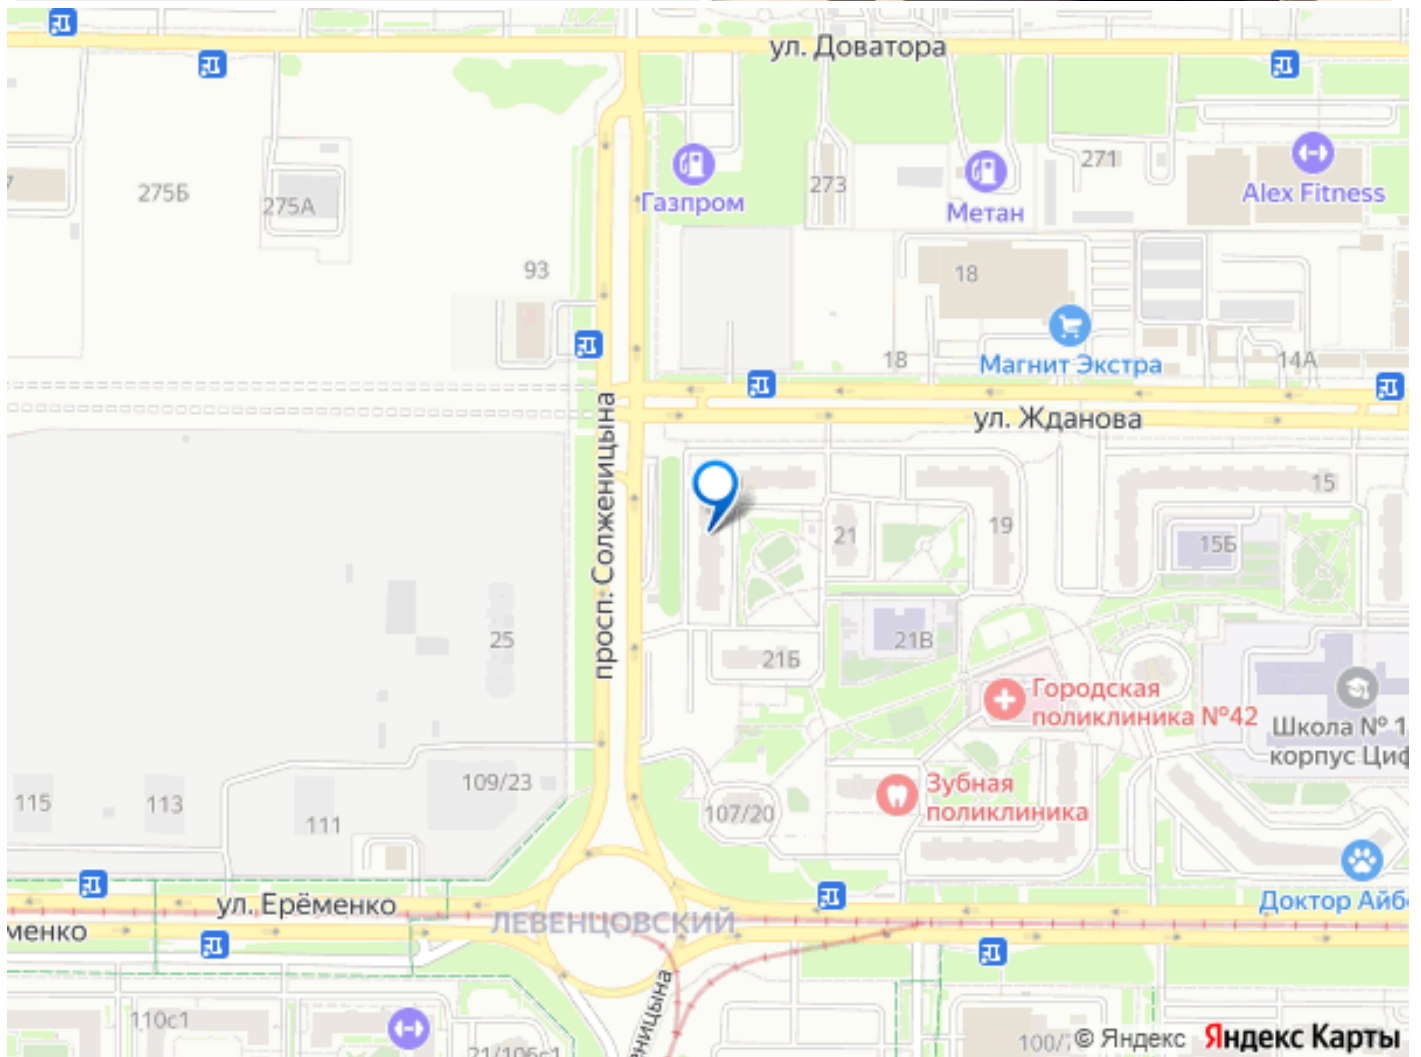 ул. Доватора
275Б
275А
Газпром
273
Метан
271
Alex Fitness
93
18
18
Магнит Экстра
14А
ул. Жданова
просп. Солженицына
15
21
19
15Б
25
21Б
21В
Городская
поликлиника №42
Школа № 1
корпус Циф
109/23
115
113
111
107/20
Зубная
поликлиника
Доктор Айб
ул. Ерёменко
менко
ЛЕВЕНЦОВСКИЙ
еницына
110с1
21/106с1
100/
© Яндекс
Яндекс Карты